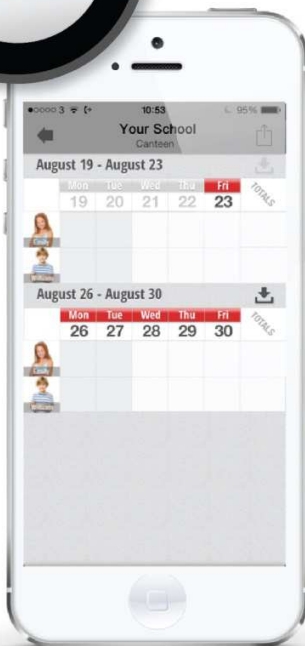 3 10:53 95%
Your School
Canteen
August 19 - August 23
Mon Tue Wed Thu Fri TOTALS
19 20 21 22 23
August 26 - August 30
Mon Tue Wed Thu Fri TOTALS
26 27 28 29 30